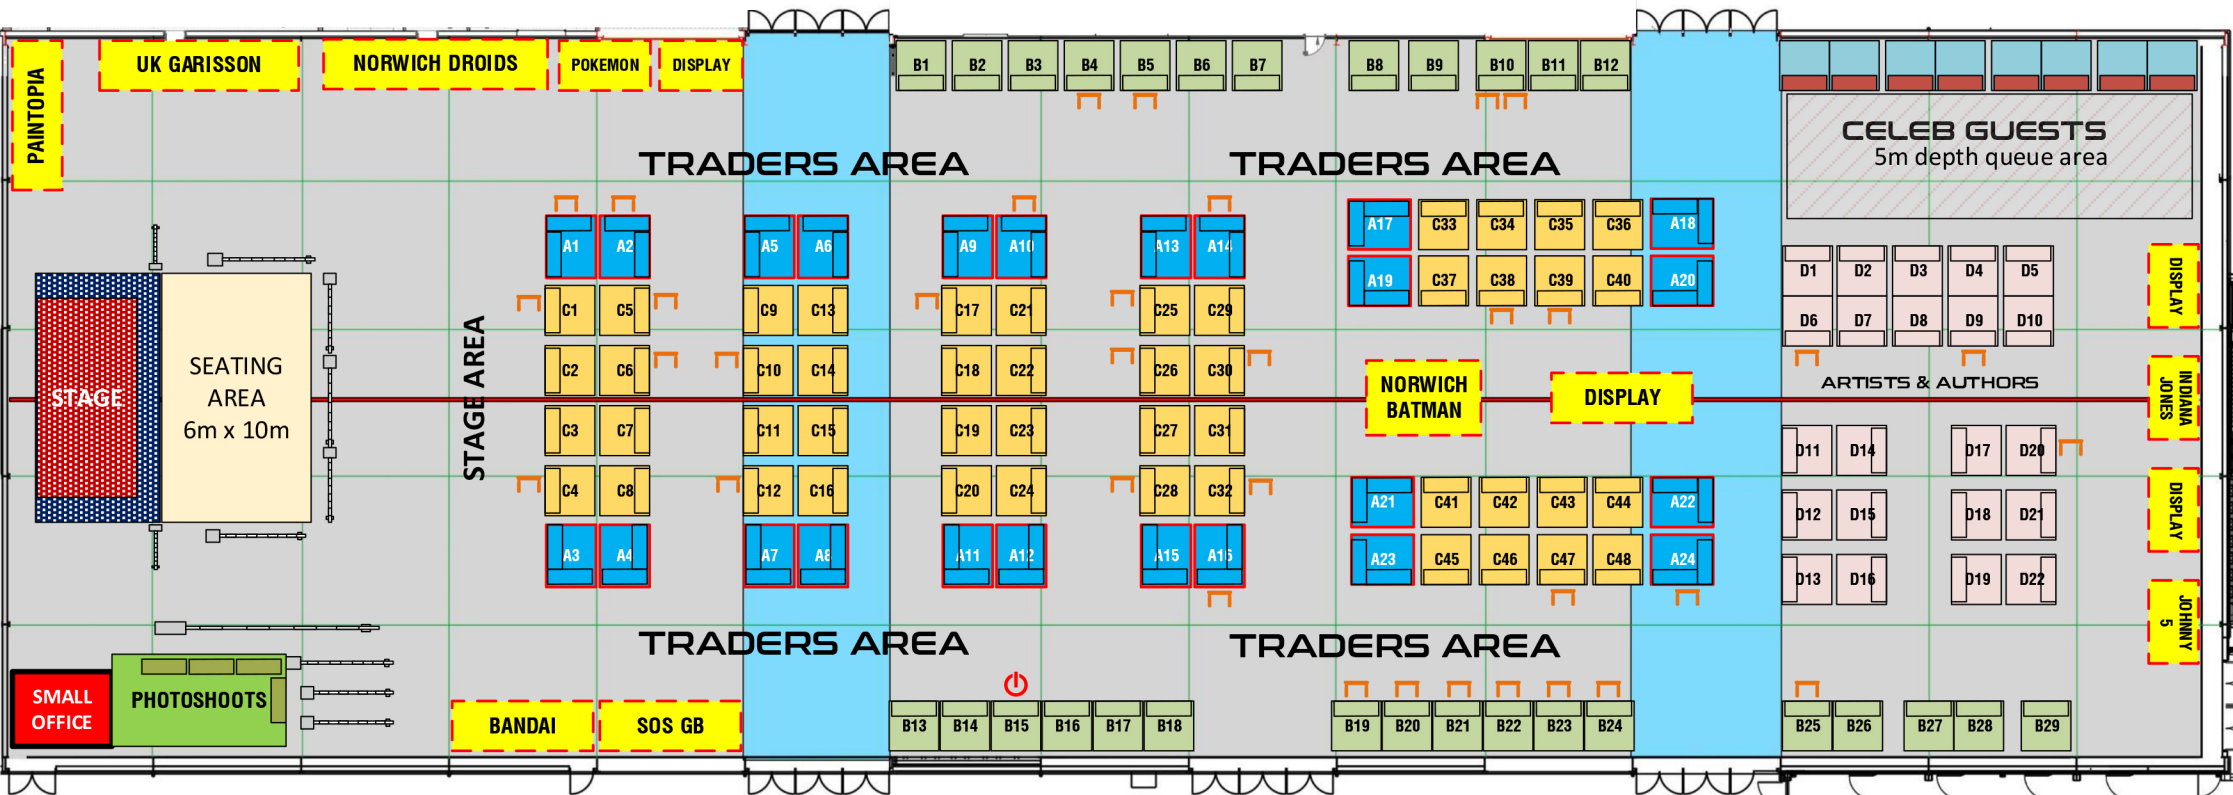 PAINTOPIA
UK GARISSON
NORWICH DROIDS
POKEMON
DISPLAY
B1 B2 B3 B4 B5 B6 B7 B8 B9 B10 B11 B12
CELEB GUESTS
5m depth queue area
TRADERS AREA
TRADERS AREA
A1 A2 A5 A6 A9 A10 A13 A14
C1 C5 C9 C13 C17 C21 C25 C29
C2 C6 C10 C14 C18 C22 C26 C30
C3 C7 C11 C15 C19 C23 C27 C31
C4 C8 C12 C16 C20 C24 C28 C32
A3 A4 A7 A8 A11 A12 A15 A16
A17 C33 C34 C35 C36 A18
A19 C37 C38 C39 C40 A20
D1 D2 D3 D4 D5
D6 D7 D8 D9 D10
DISPLAY
STAGE
SEATING
AREA
6m x 10m
STAGE AREA
NORWICH
BATMAN
DISPLAY
ARTISTS & AUTHORS
INDIANA
JONES
A21 C41 C42 C43 C44 A22
A23 C45 C46 C47 C48 A24
D11 D14 D17 D20
D12 D15 D18 D21
D13 D16 D19 D22
DISPLAY
JOHNNY
5
TRADERS AREA
TRADERS AREA
SMALL
OFFICE
PHOTOSHOOTS
BANDAI
SOS GB
B13 B14 B15 B16 B17 B18 B19 B20 B21 B22 B23 B24 B25 B26 B27 B28 B29